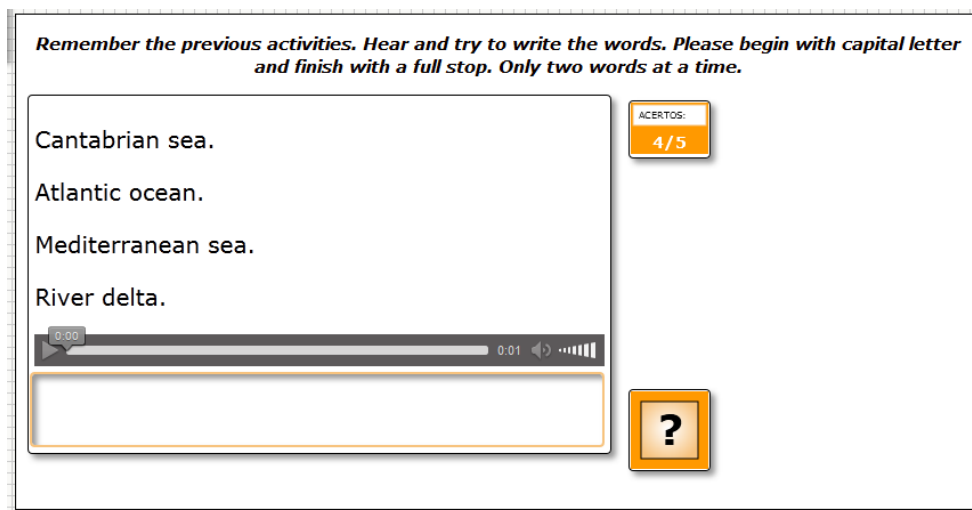 Remember the previous activities. Hear and try to write the words. Please begin with capital letter
and finish with a full stop. Only two words at a time.
Cantabrian sea.
ACERTOS:
4/5
Atlantic ocean.
Mediterranean sea.
River delta.
0:00
0:01
?